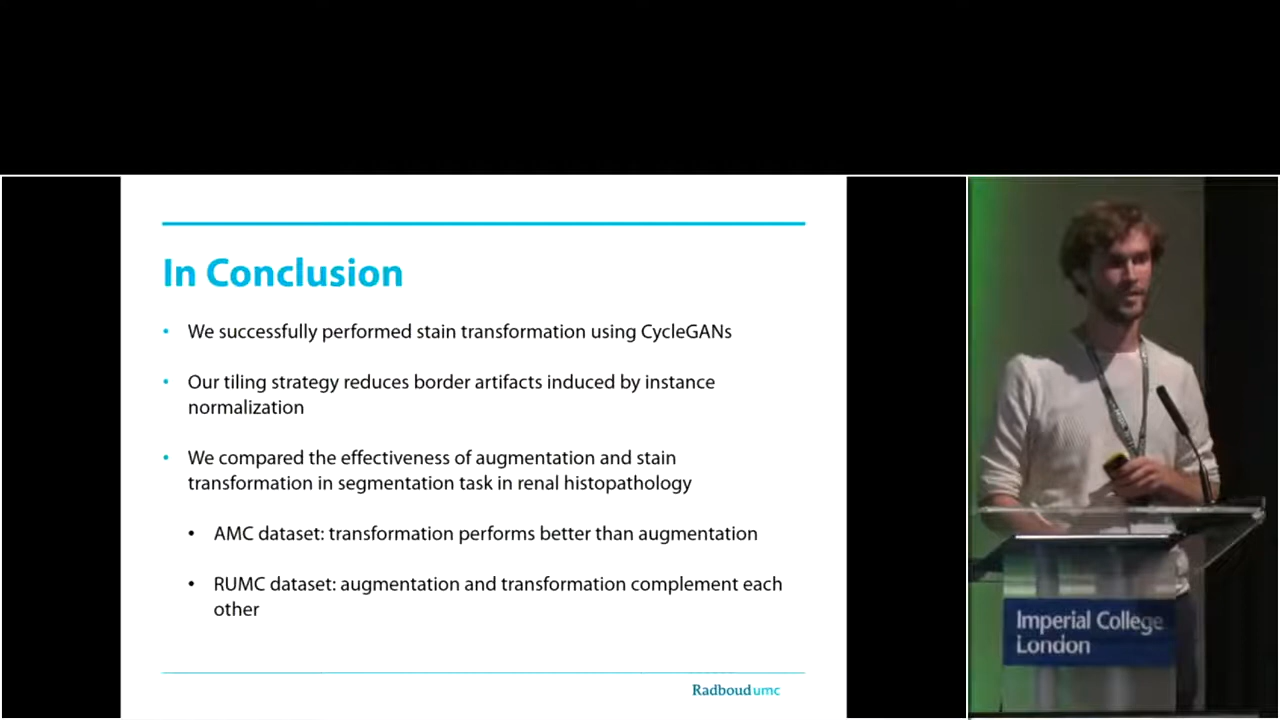 In Conclusion
• We successfully performed stain transformation using CycleGANs
• Our tiling strategy reduces border artifacts induced by instance
normalization
• We compared the effectiveness of augmentation and stain
transformation in segmentation task in renal histopathology
• AMC dataset: transformation performs better than augmentation
• RUMC dataset: augmentation and transformation complement each
other
Radboudumc
Imperial College
London